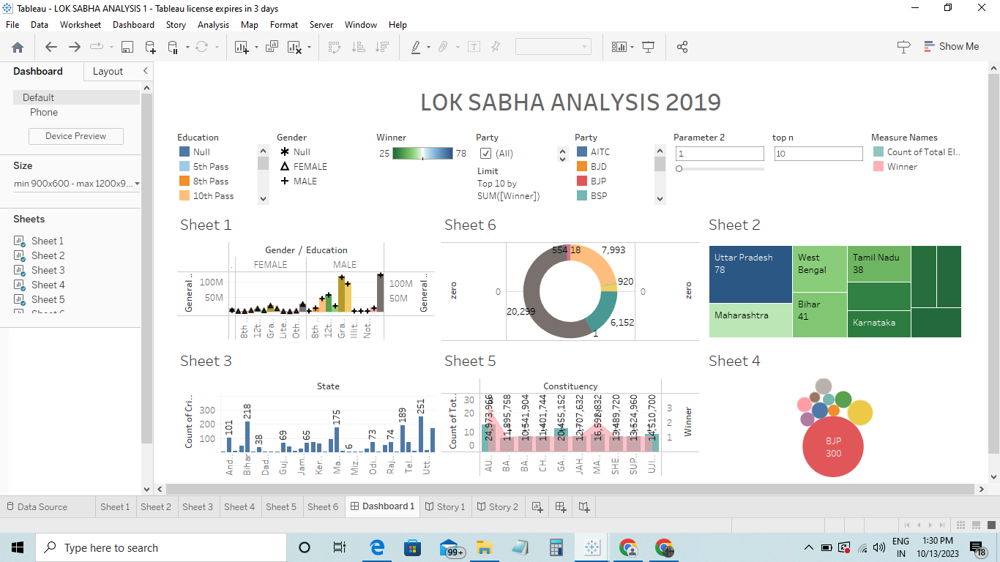 Tableau - LOK SABHA ANALYSIS 1 - Tableau license expires in 3 days
File Data Worksheet Dashboard Story Analysis Map Format Server Window Help
Show Me
Dashboard Layout
Default
Phone
Device Preview
Size
min 900x600 - max 1200x9...
Sheets
Sheet 1
Sheet 2
Sheet 3
Sheet 4
Sheet 5
LOK SABHA ANALYSIS 2019
Education
Null
5th Pass
8th Pass
10th Pass
Gender
Null
FEMALE
MALE
Winner
25 78
Party
(All)
Limit
Top 10 by
SUM([Winner])
Party
AITC
BJD
BJP
BSP
Parameter 2
1
top n
10
Measure Names
Count of Total El..
Winner
Sheet 1
Gender / Education
FEMALE MALE
General ..
100M
50M
100M
50M
General ..
8th .. 12t.. Gra.. Lite.. Oth.. 8th .. 12t.. Gra.. Illit.. Not..
Sheet 6
554 18 7,993
920
zero 0 0 zero
20,299
6,152
1
Sheet 2
Uttar Pradesh
78
Maharashtra
West
Bengal
Bihar
41
Tamil Nadu
38
Karnataka
Sheet 3
State
Count of Cri..
300
200
100
101 218 38 69 65 175 6 73 74 189 251
And.. Bihar Dad.. Guj.. Jam.. Ker.. Ma.. Miz.. Odi.. Raj.. Tel.. Utt..
Sheet 5
Constituency
Count of Tot..
30
20
10
0
24,973,966 11,895,758 10,541,904 11,401,744 20,455,152 12,707,632 16,592,832 13,489,720 13,524,960 14,510,700
3
2
1
Winner
AU.. BA.. BA.. CH.. GA.. JAH.. MA.. SHE.. SUP.. UJI..
Sheet 4
BJP
300
Data Source Sheet 1 Sheet 2 Sheet 3 Sheet 4 Sheet 5 Sheet 6 Dashboard 1 Story 1 Story 2
Type here to search
99+
ENG
IN
1:30 PM
10/13/2023
18